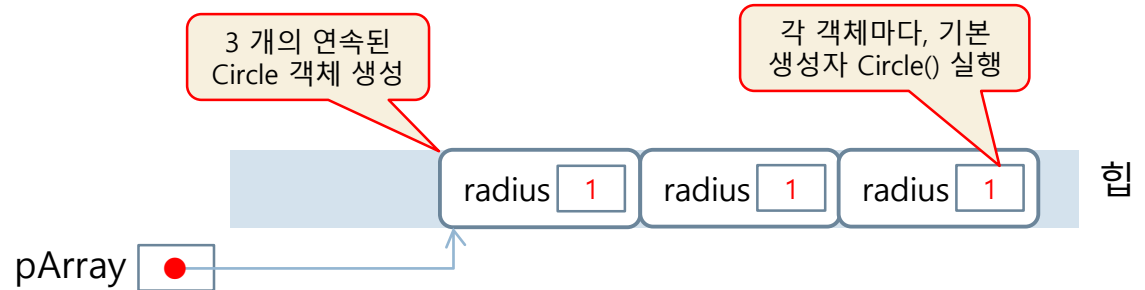 3 개의 연속된
Circle 객체 생성
각 객체마다, 기본
생성자 Circle() 실행
radius 1 radius 1 radius 1
힙
pArray